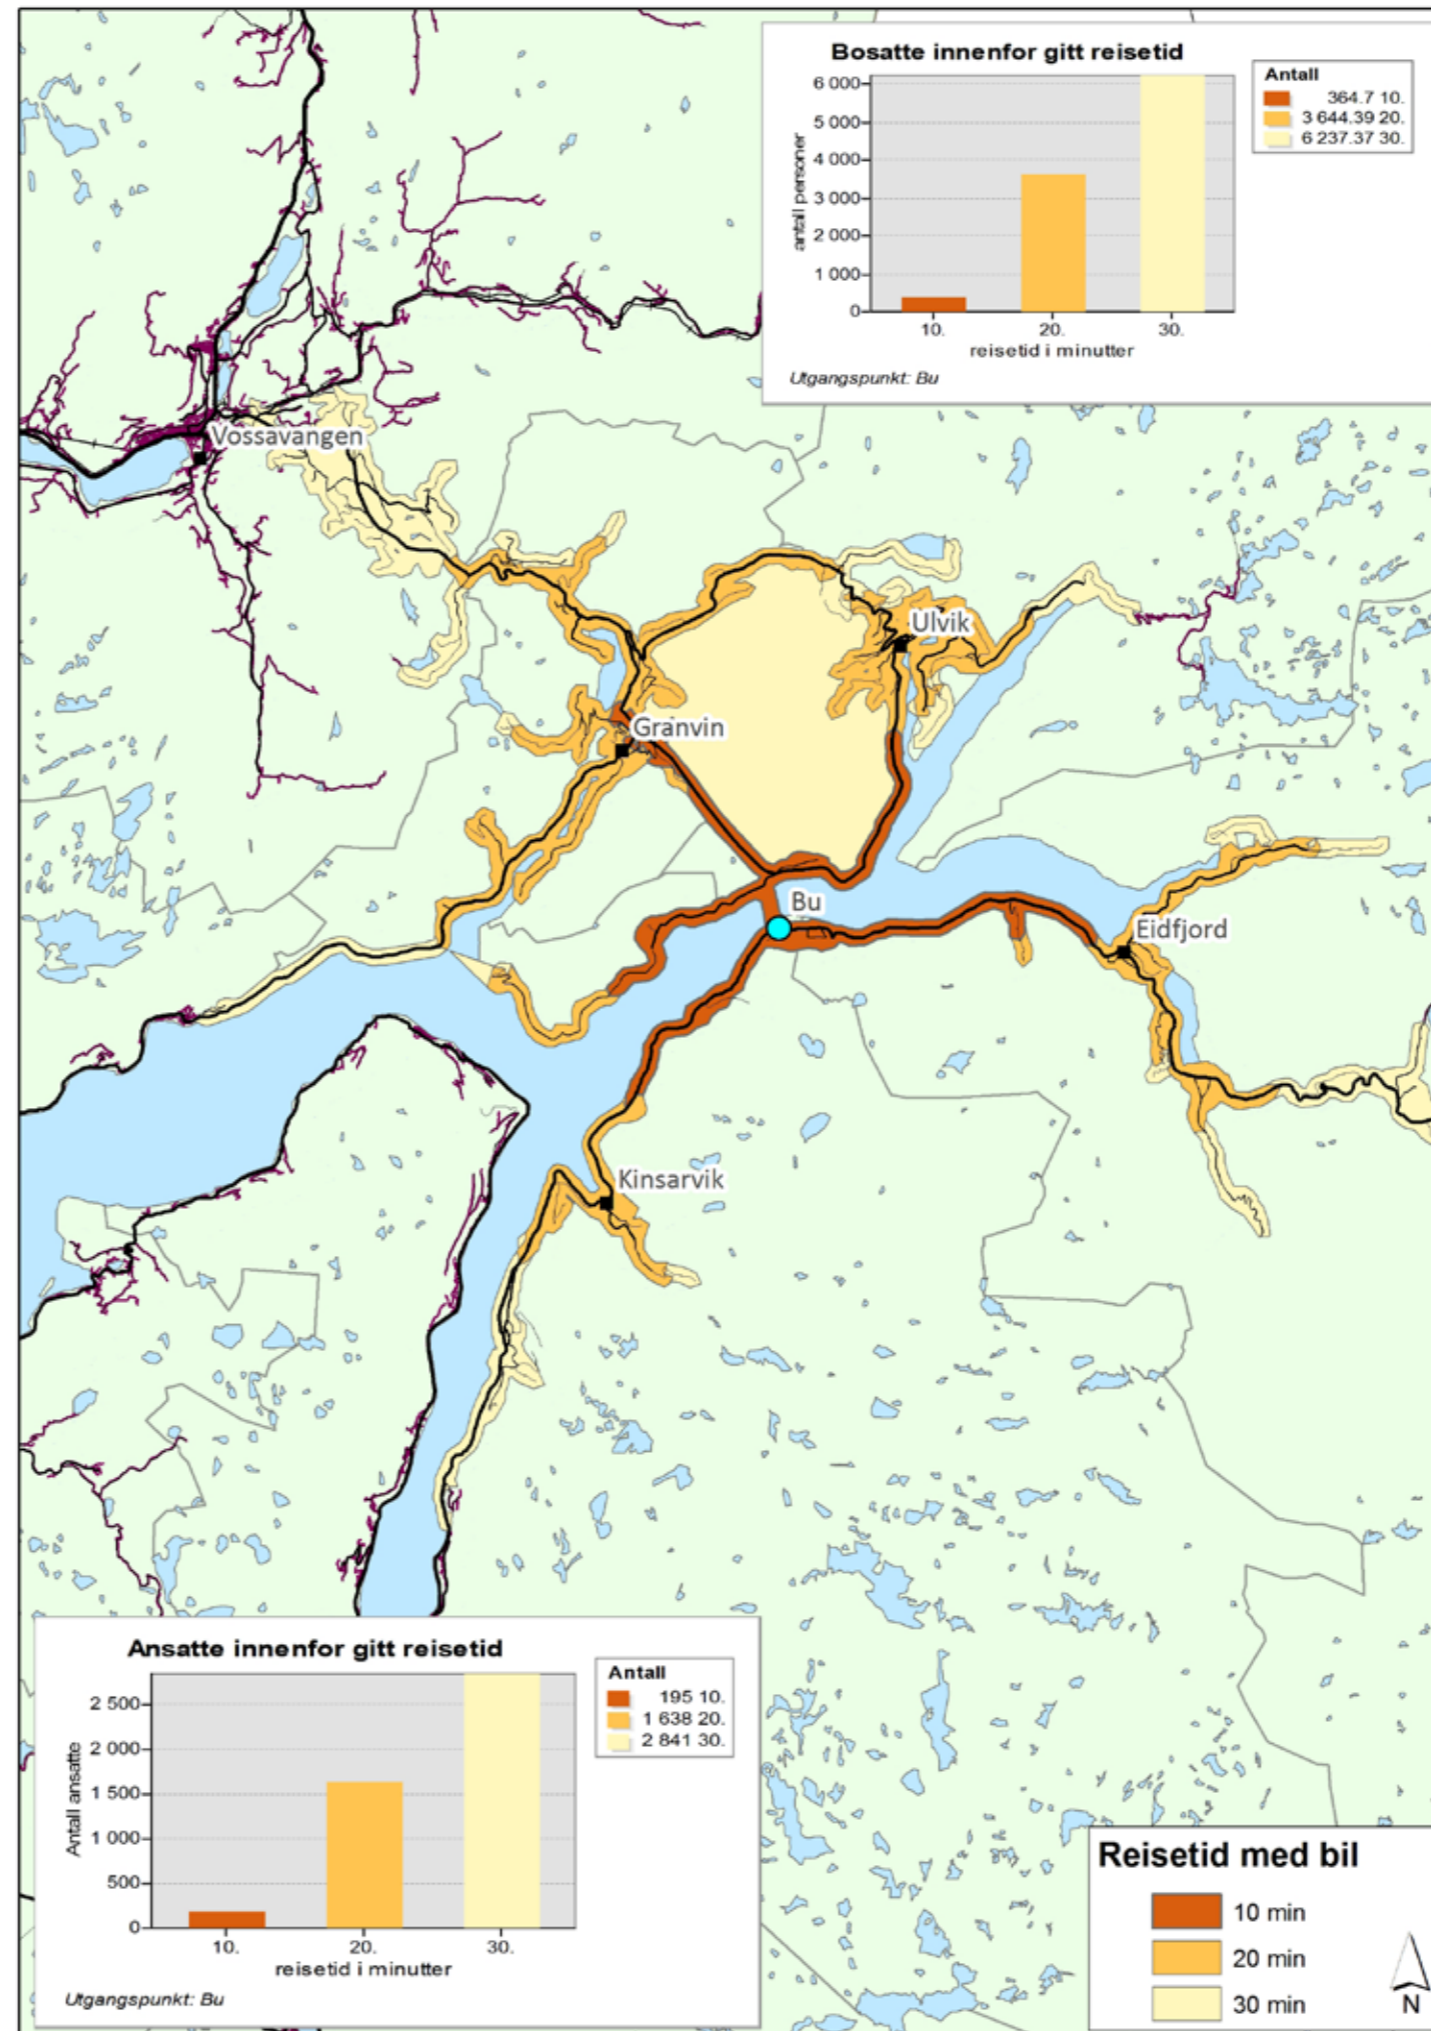 Bosatte innenfor gitt reisetid
Antall
364.7 10.
3 644.39 20.
6 237.37 30.
6 000
5 000
4 000
3 000
2 000
1 000
0
antall personer
10. 20. 30.
reisetid i minutter
Utgangspunkt: Bu
Vossavangen
Ulvik
Granvin
Bu
Eidfjord
Kinsarvik
Ansatte innenfor gitt reisetid
Antall
195 10.
1 638 20.
2 841 30.
2 500
2 000
1 500
1 000
500
0
Antall ansatte
10. 20. 30.
reisetid i minutter
Utgangspunkt: Bu
Reisetid med bil
10 min
20 min
30 min
N